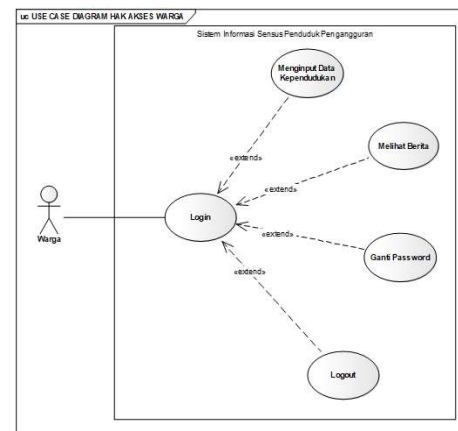 uc USE CASE DIAGRAM HAK AKSES WARGA
Sistem Informasi Sensus Penduduk Pengangguran
Menginput Data
Kependudukan
Melihat Berita
«extend»
«extend»
Login
«extend»
Warga
Ganti Password
«extend»
Logout